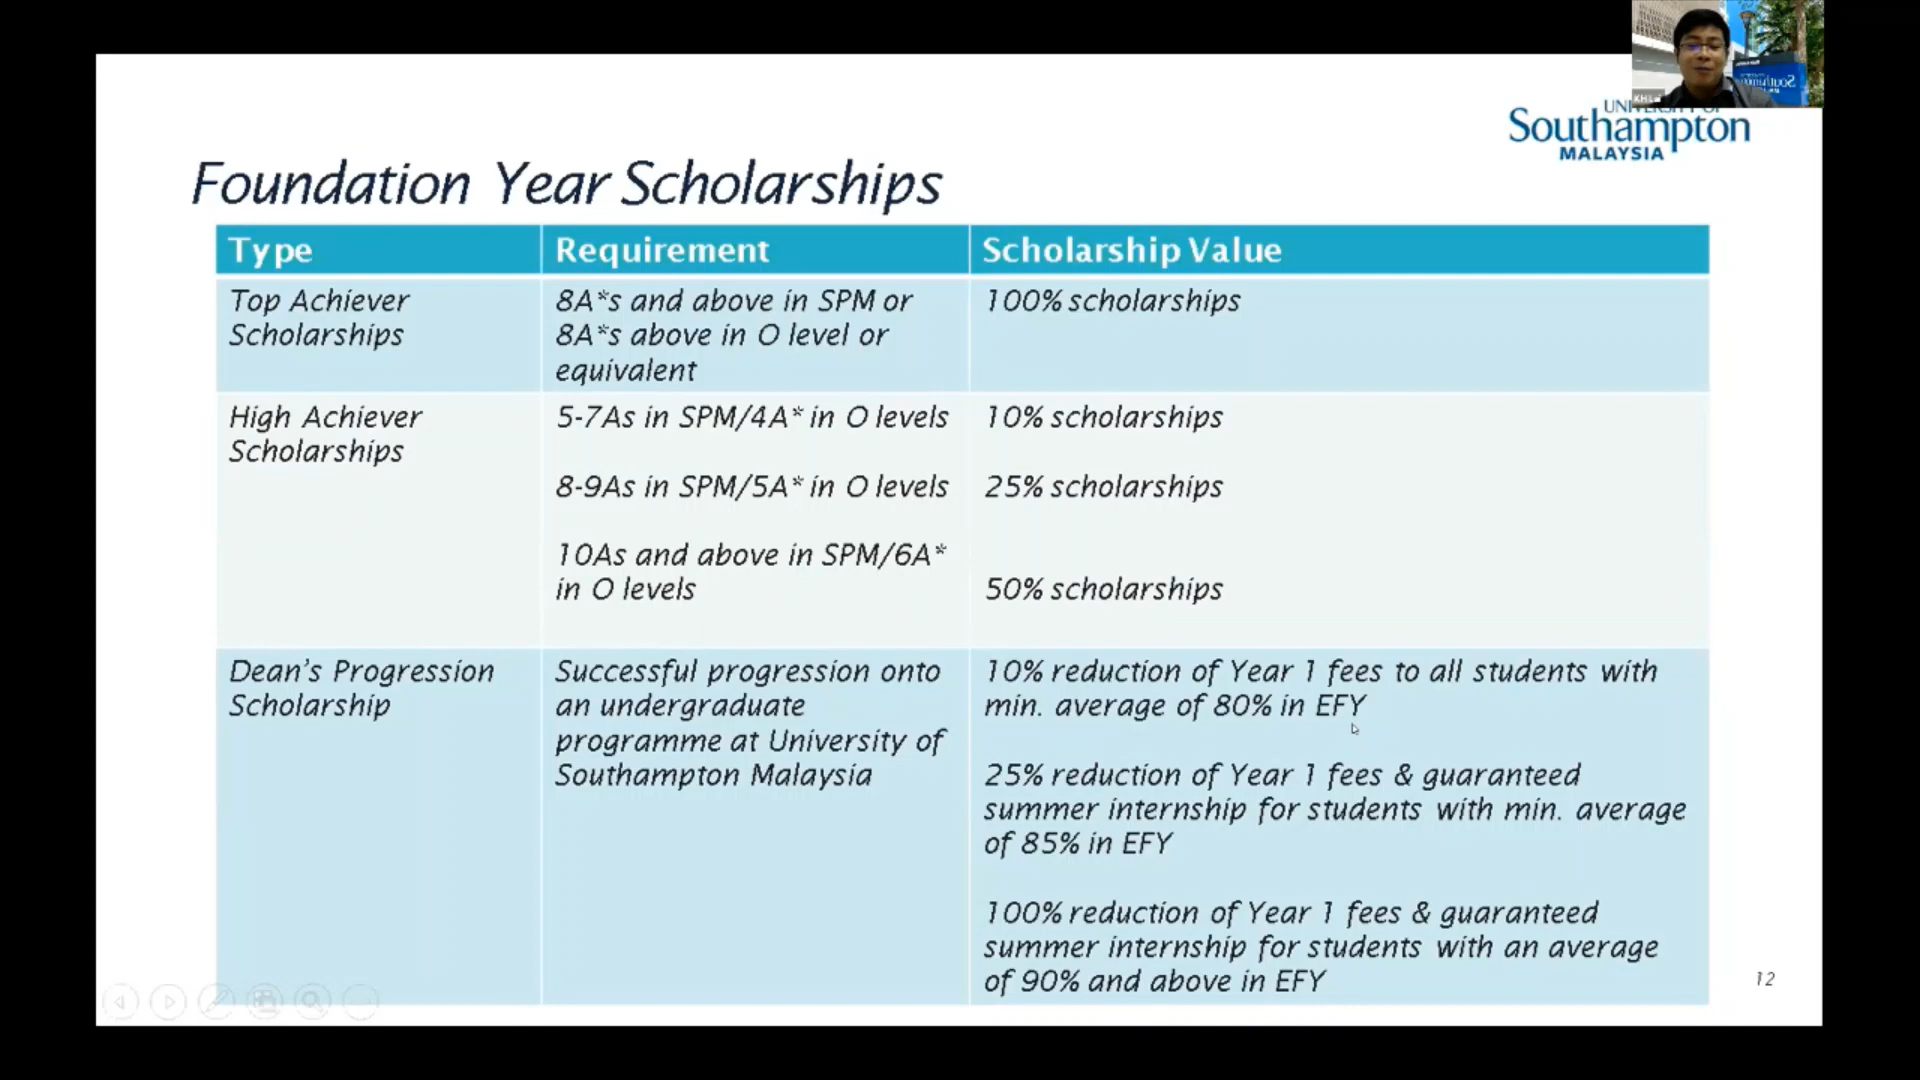 UNIVERSITY OF
Southampton
MALAYSIA
Foundation Year Scholarships
Type
Requirement
Scholarship Value
Top Achiever
Scholarships
8A*s and above in SPM or
8A*s above in O level or
equivalent
100% scholarships
High Achiever
Scholarships
5-7As in SPM/4A* in O levels
10% scholarships
8-9As in SPM/5A* in O levels
25% scholarships
10As and above in SPM/6A*
in O levels
50% scholarships
Dean's Progression
Scholarship
Successful progression onto
an undergraduate
programme at University of
Southampton Malaysia
10% reduction of Year 1 fees to all students with
min. average of 80% in EFY
25% reduction of Year 1 fees & guaranteed
summer internship for students with min. average
of 85% in EFY
100% reduction of Year 1 fees & guaranteed
summer internship for students with an average
of 90% and above in EFY
12